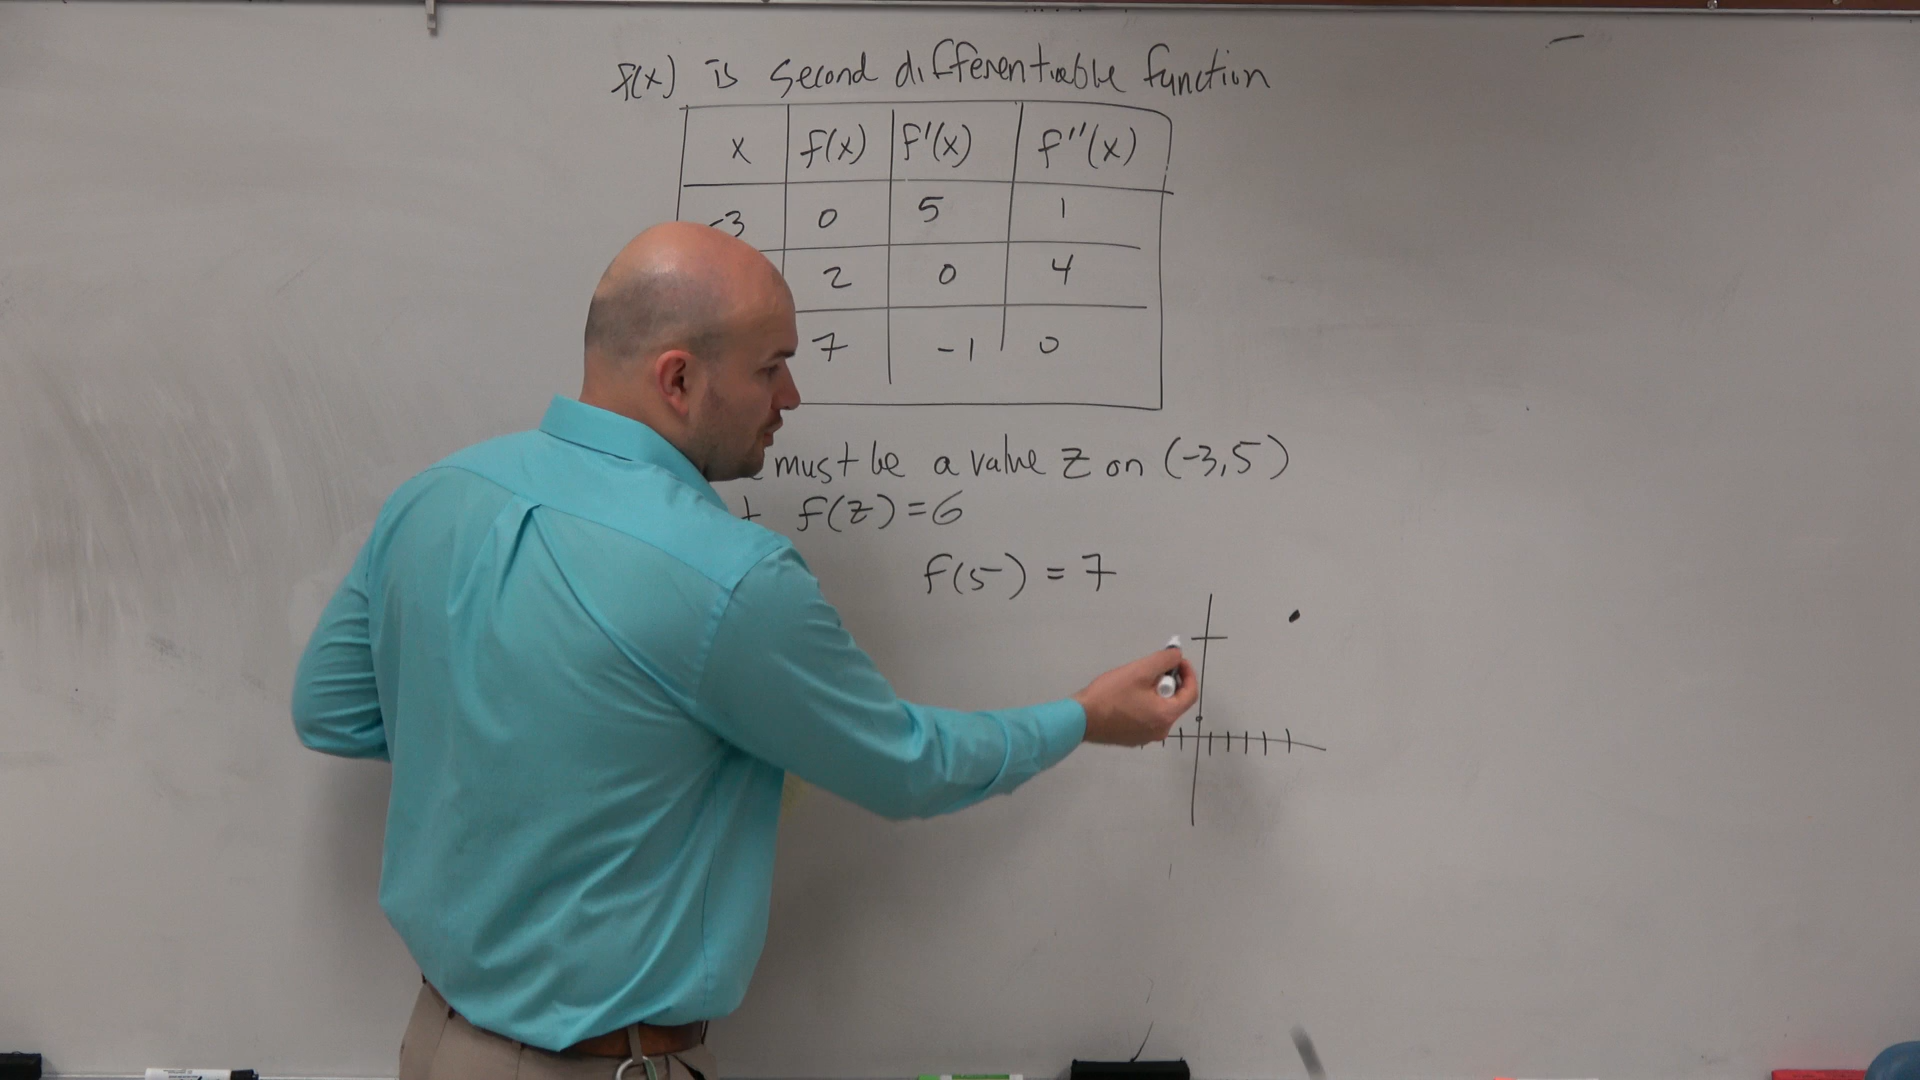 f(x) is second differentiable function
x f(x) f'(x) f''(x)
-3 0 5 1
2 0 4
7 -1 0
must be a value z on (-3,5)
f(z)=6
f(5) = 7